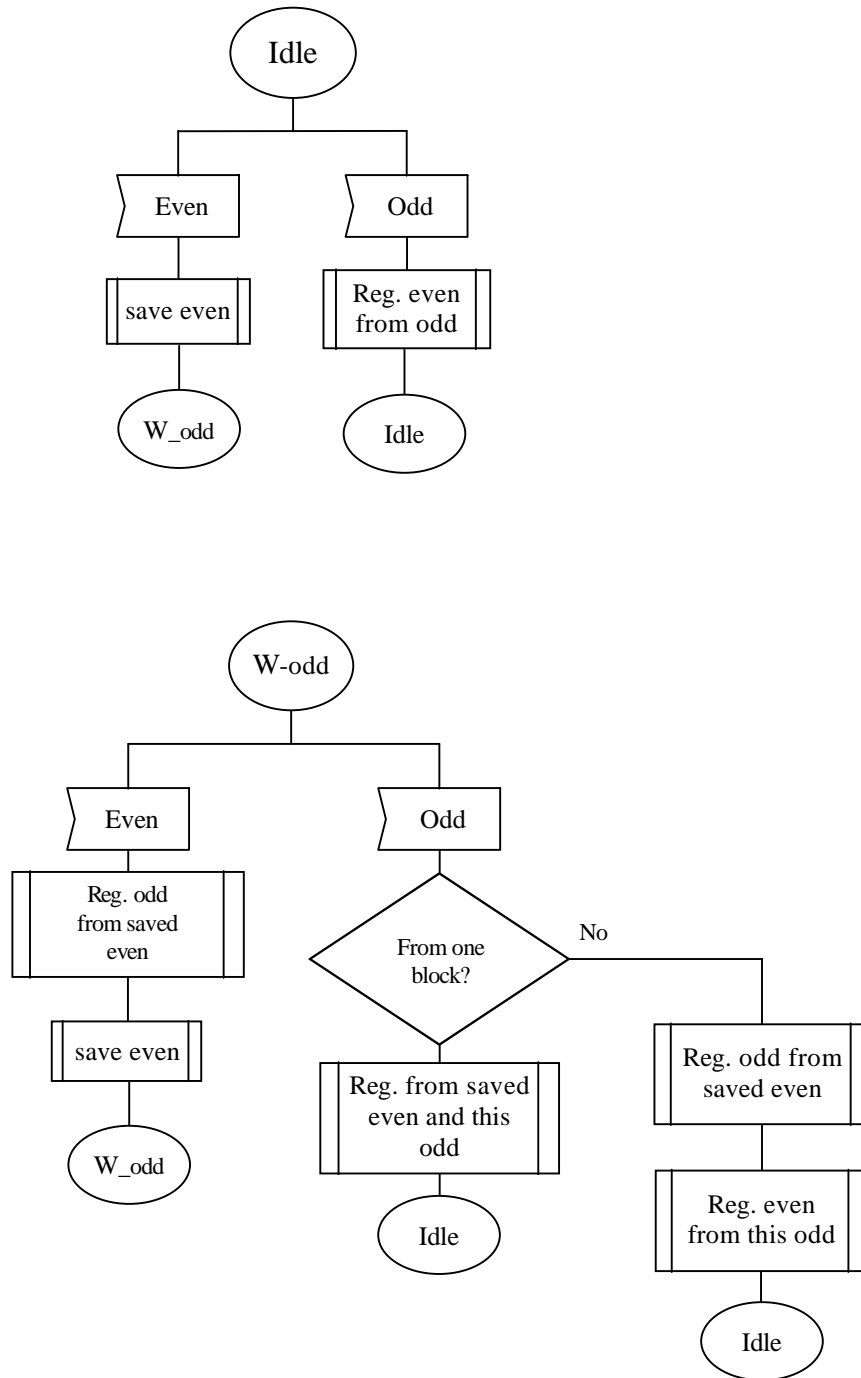 Idle
Even
Odd
save even
Reg. even
from odd
W_odd
Idle
W-odd
Even
Odd
Reg. odd
from saved
even
From one
block?
No
save even
Reg. from saved
even and this
odd
Reg. odd from
saved even
W_odd
Idle
Reg. even
from this odd
Idle